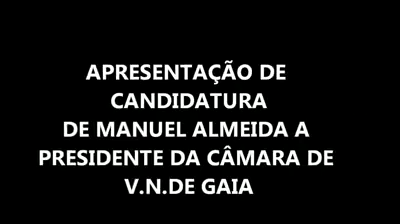 APRESENTAÇÃO DE
CANDIDATURA
DE MANUEL ALMEIDA A
PRESIDENTE DA CÂMARA DE
V.N.DE GAIA